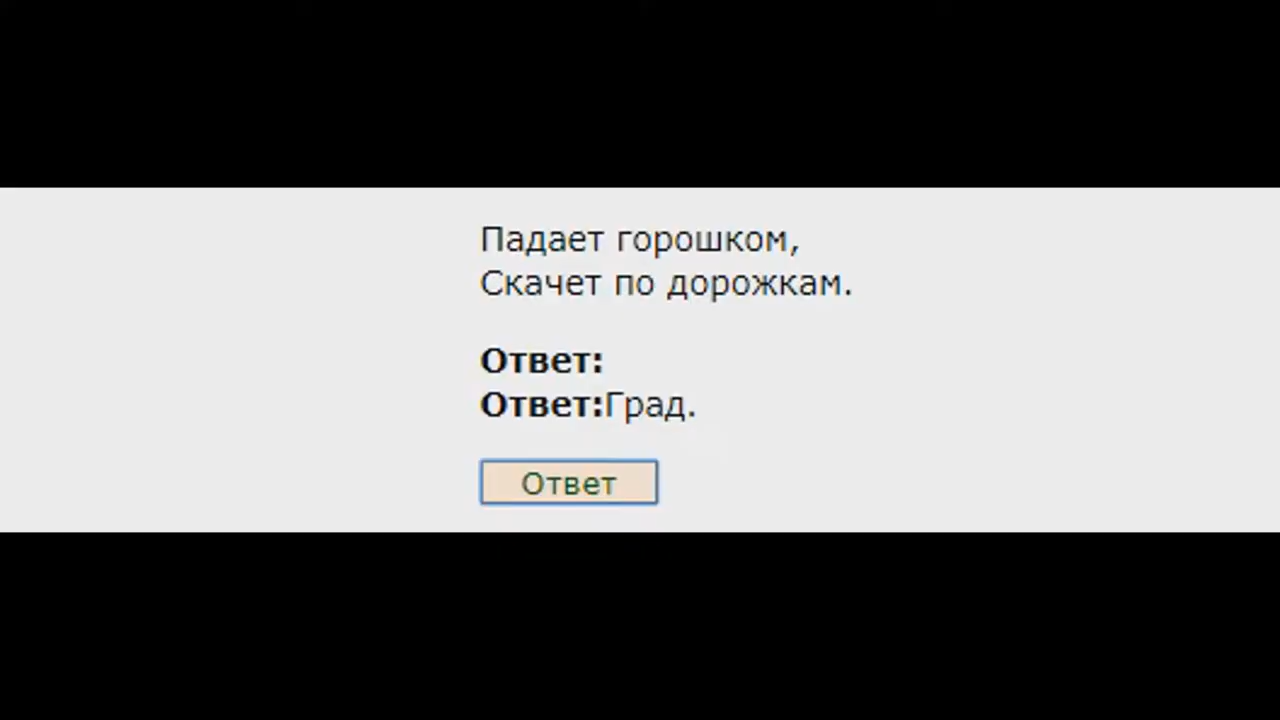 Падает горошком,
Скачет по дорожкам.
Ответ:
Ответ:Град.
Ответ